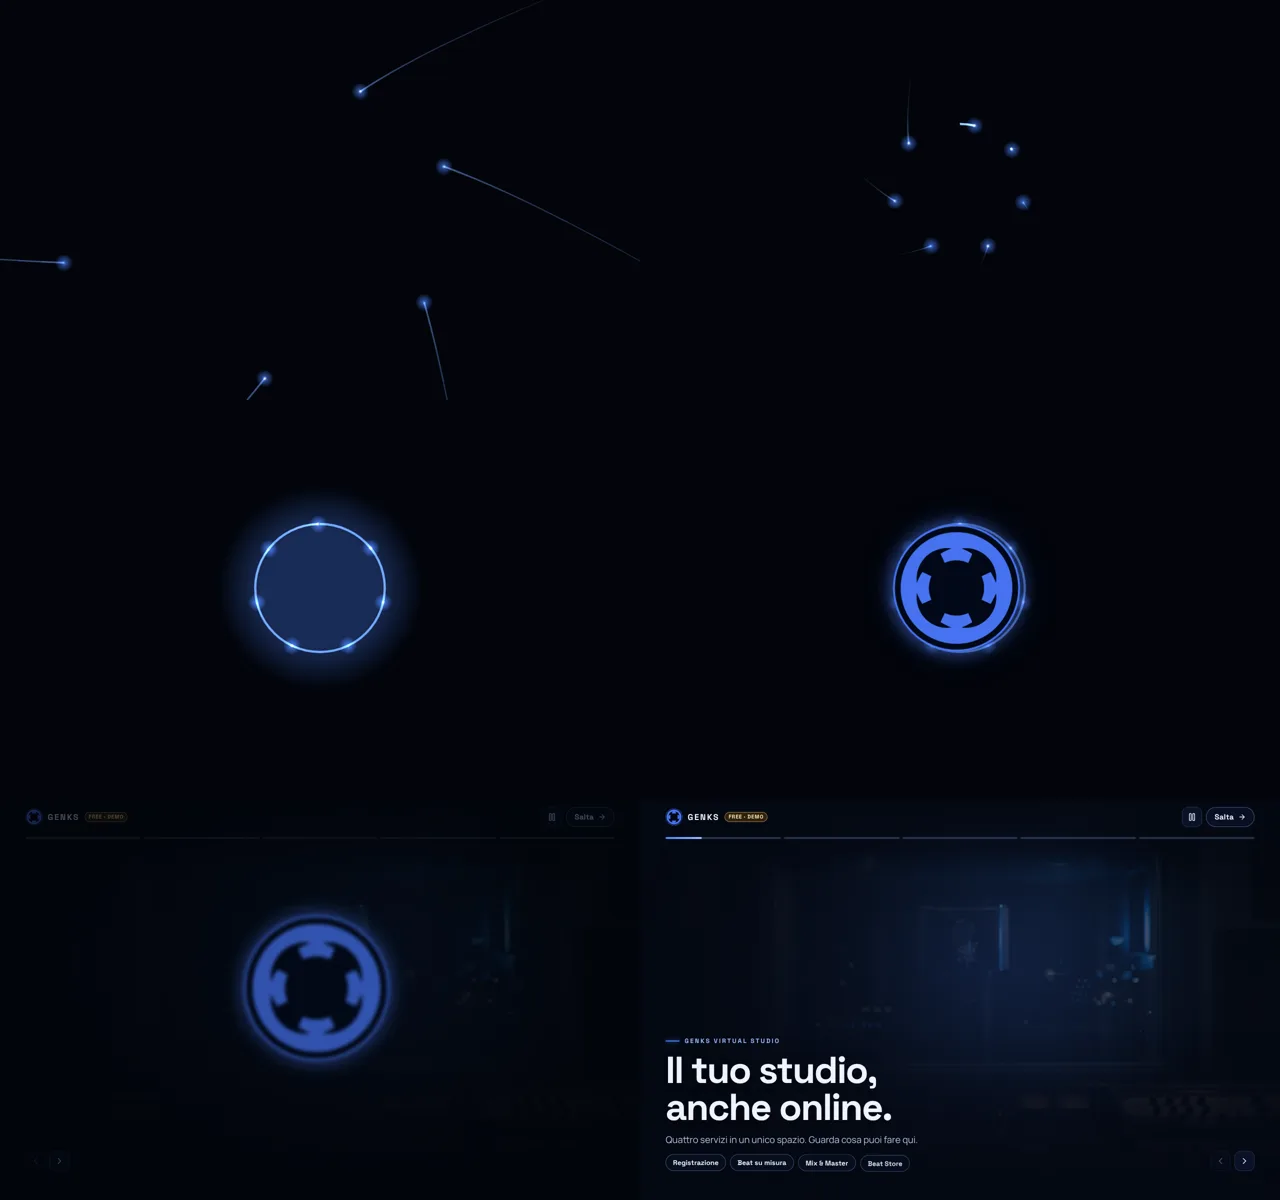 GENKS FREE • DEMO Salta →
GENKS FREE • DEMO Salta →
GENKS VIRTUAL STUDIO
Il tuo studio,
anche online.
Quattro servizi in un unico spazio. Guarda cosa puoi fare qui.
Registrazione Beat su misura Mix & Master Beat Store